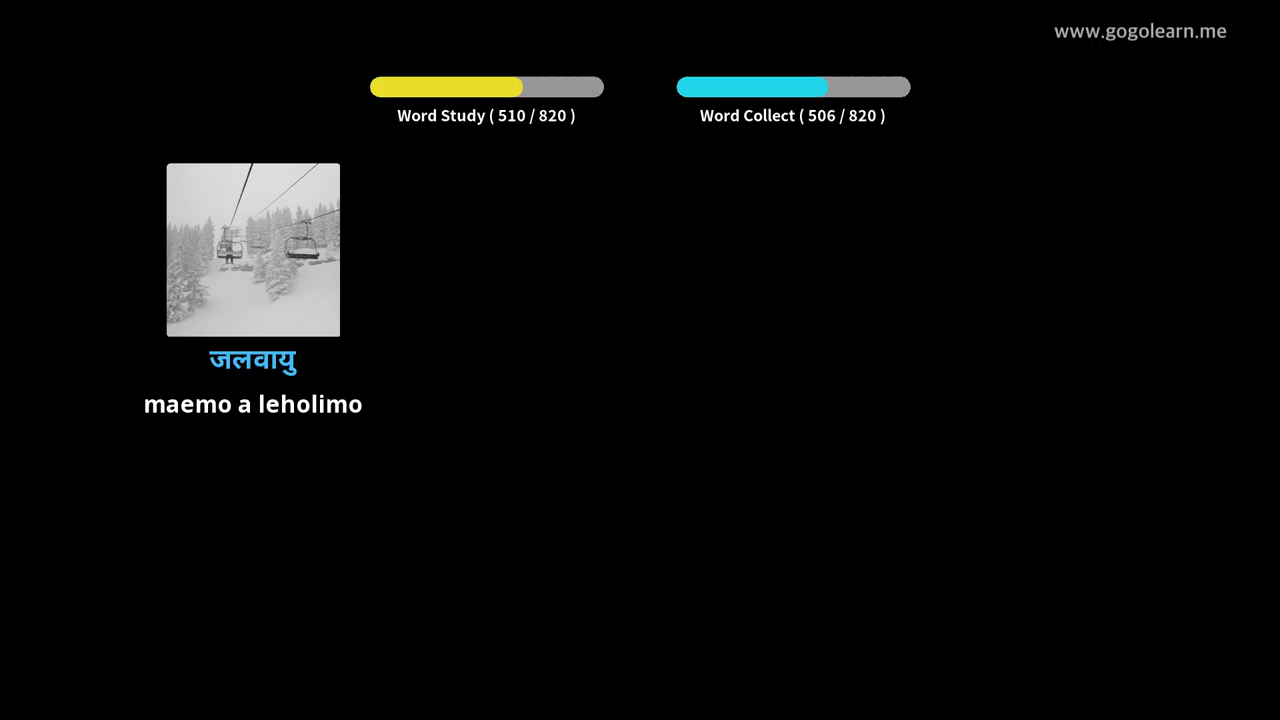 www.gogolearn.me
Word Study ( 510 / 820 )
Word Collect ( 506 / 820 )
जलवायु
maemo a leholimo